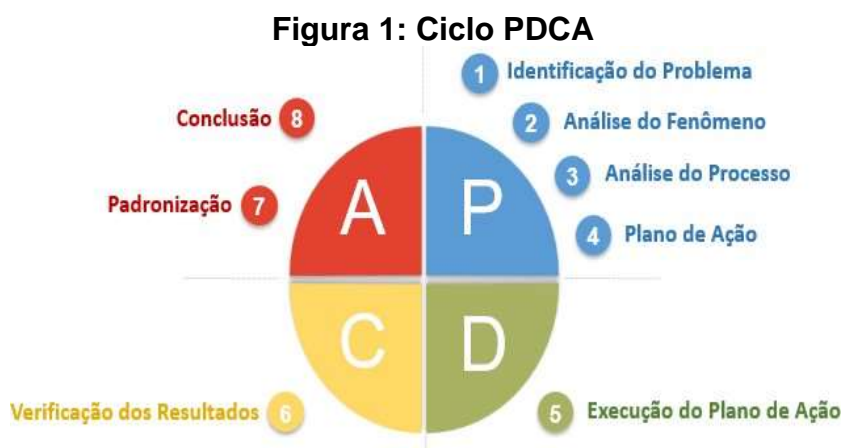 Figura 1: Ciclo PDCA
1 Identificação do Problema
2 Análise do Fenômeno
3 Análise do Processo
4 Plano de Ação
5 Execução do Plano de Ação
6 Verificação dos Resultados
7 Padronização
8 Conclusão
A P
C D